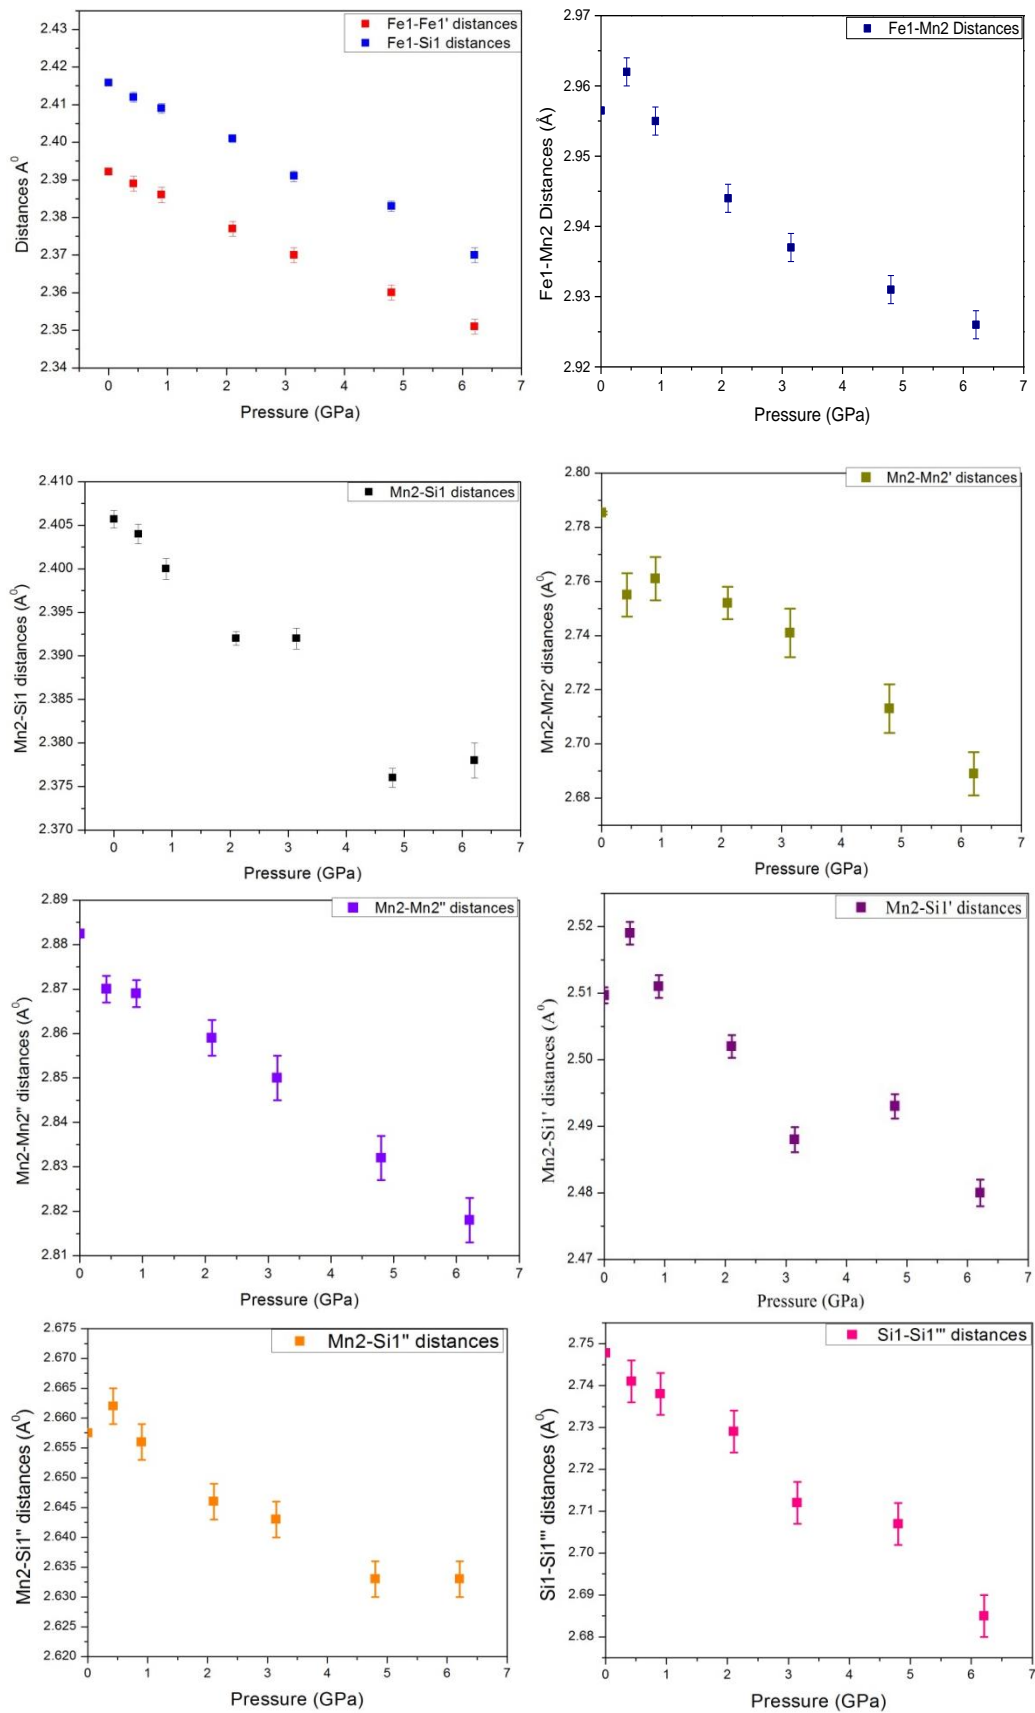 Fe1-Fe1' distances
Fe1-Si1 distances
2.43
2.42
2.41
2.40
2.39
2.38
2.37
2.36
2.35
2.34
Distances A⁰
0 1 2 3 4 5 6 7
Pressure (GPa)
Fe1-Mn2 Distances
2.97
2.96
2.95
2.94
2.93
2.92
Fe1-Mn2 Distances (Å)
0 1 2 3 4 5 6 7
Pressure (GPa)
Mn2-Si1 distances
2.410
2.405
2.400
2.395
2.390
2.385
2.380
2.375
2.370
Mn2-Si1 distances (A⁰)
0 1 2 3 4 5 6 7
Pressure (GPa)
Mn2-Mn2' distances
2.80
2.78
2.76
2.74
2.72
2.70
2.68
Mn2-Mn2' distances (A⁰)
0 1 2 3 4 5 6 7
Pressure (GPa)
Mn2-Mn2" distances
2.89
2.88
2.87
2.86
2.85
2.84
2.83
2.82
2.81
Mn2-Mn2" distances (A⁰)
0 1 2 3 4 5 6 7
Pressure (GPa)
Mn2-Si1' distances
2.52
2.51
2.50
2.49
2.48
2.47
Mn2-Si1' distances (A⁰)
0 1 2 3 4 5 6 7
Pressure (GPa)
Mn2-Si1" distances
2.675
2.670
2.665
2.660
2.655
2.650
2.645
2.640
2.635
2.630
2.625
2.620
Mn2-Si1" distances (A⁰)
0 1 2 3 4 5 6 7
Pressure (GPa)
Si1-Si1''' distances
2.75
2.74
2.73
2.72
2.71
2.70
2.69
2.68
Si1-Si1''' distances (A⁰)
0 1 2 3 4 5 6 7
Pressure (GPa)